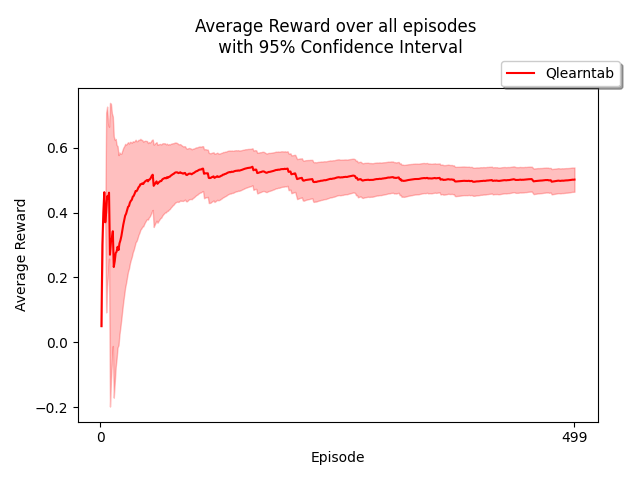 Average Reward over all episodes
with 95% Confidence Interval
Qlearntab
Average Reward
0.6
0.4
0.2
0.0
−0.2
0
499
Episode